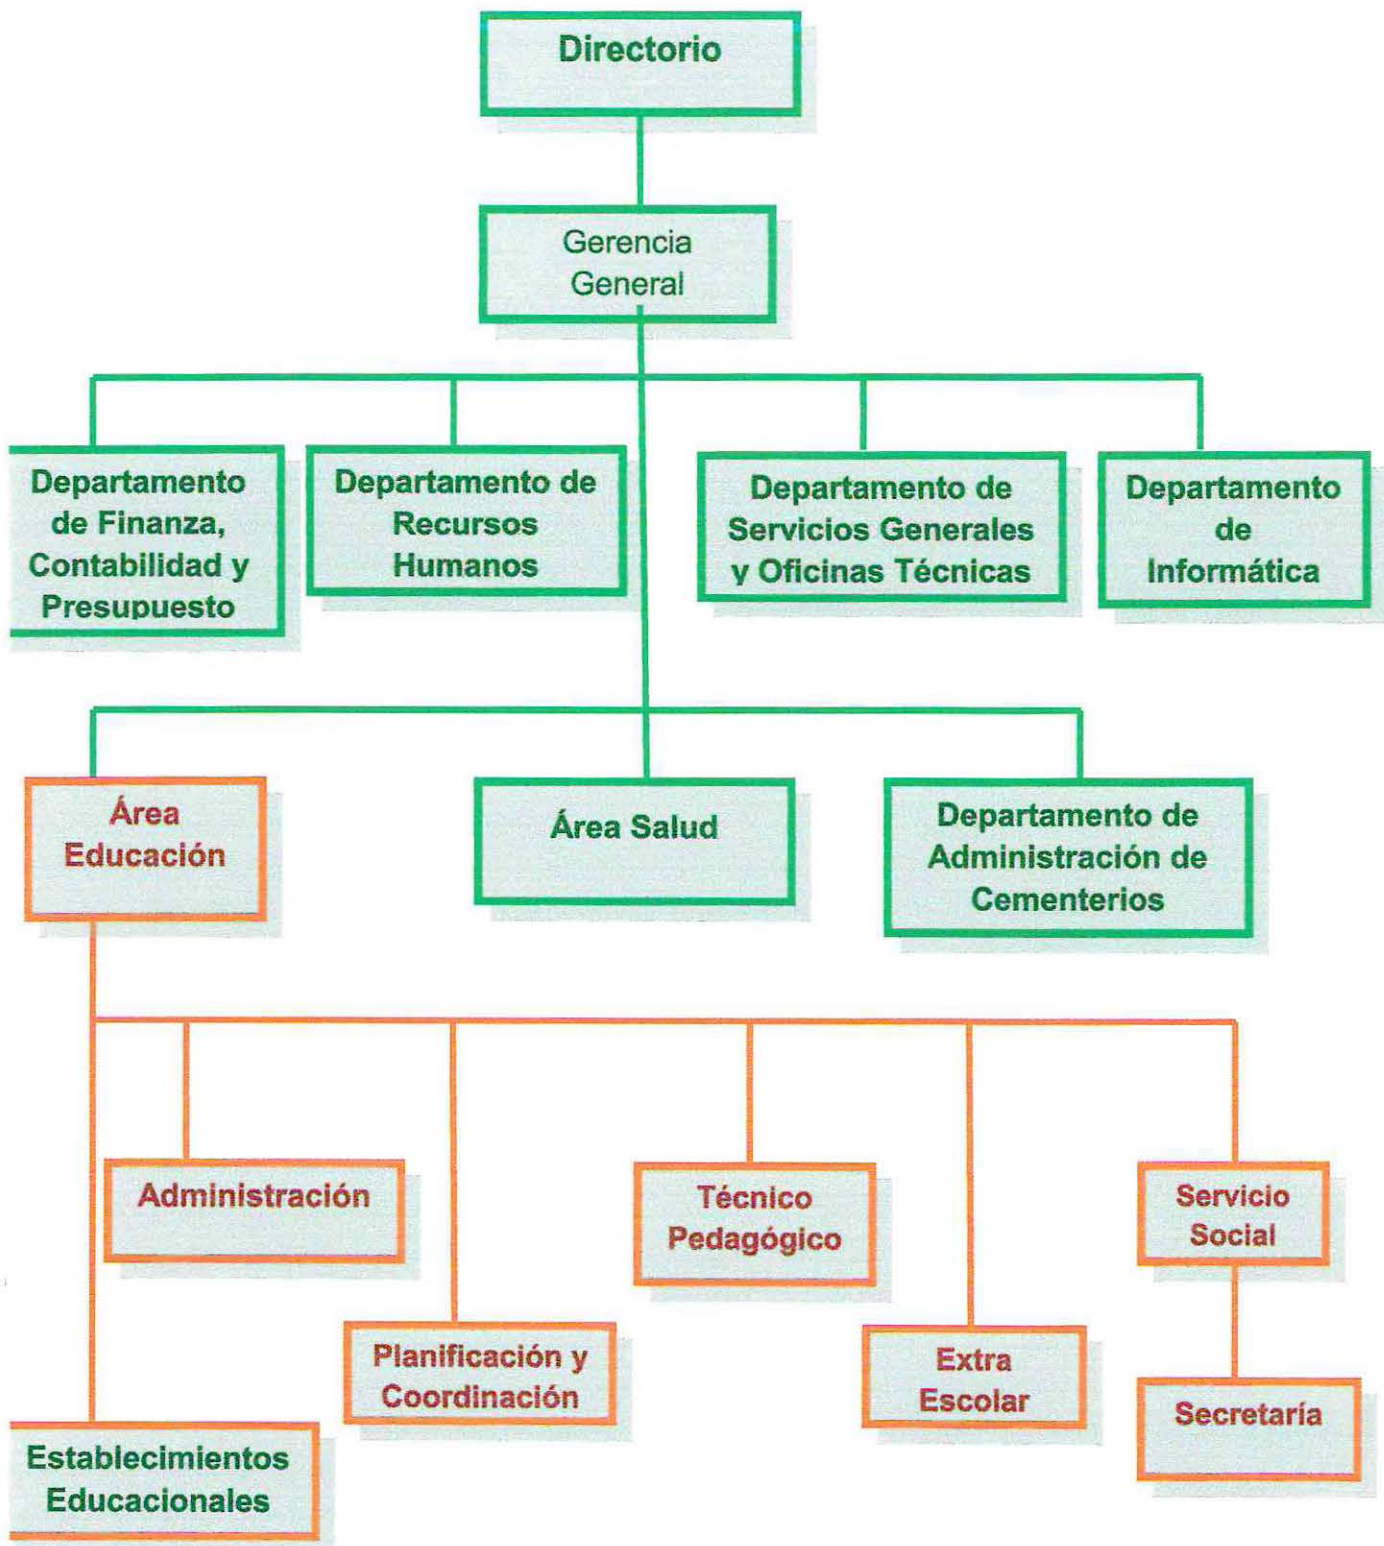 Directorio
Gerencia
General
Departamento
de Finanza,
Contabilidad y
Presupuesto
Departamento de
Recursos
Humanos
Departamento de
Servicios Generales
y Oficinas Técnicas
Departamento
de
Informática
Área
Educación
Área Salud
Departamento de
Administración de
Cementerios
Administración
Técnico
Pedagógico
Servicio
Social
Planificación y
Coordinación
Extra
Escolar
Secretaría
Establecimientos
Educacionales